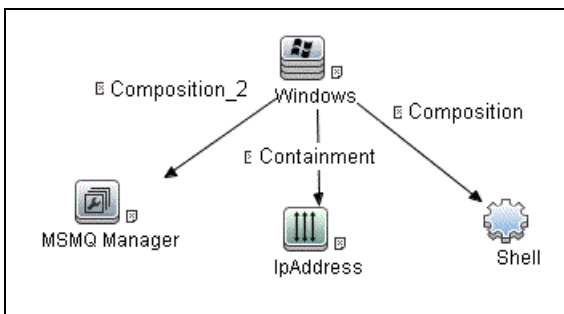 Composition_2
Windows
Composition
Containment
MSMQ Manager
IpAddress
Shell